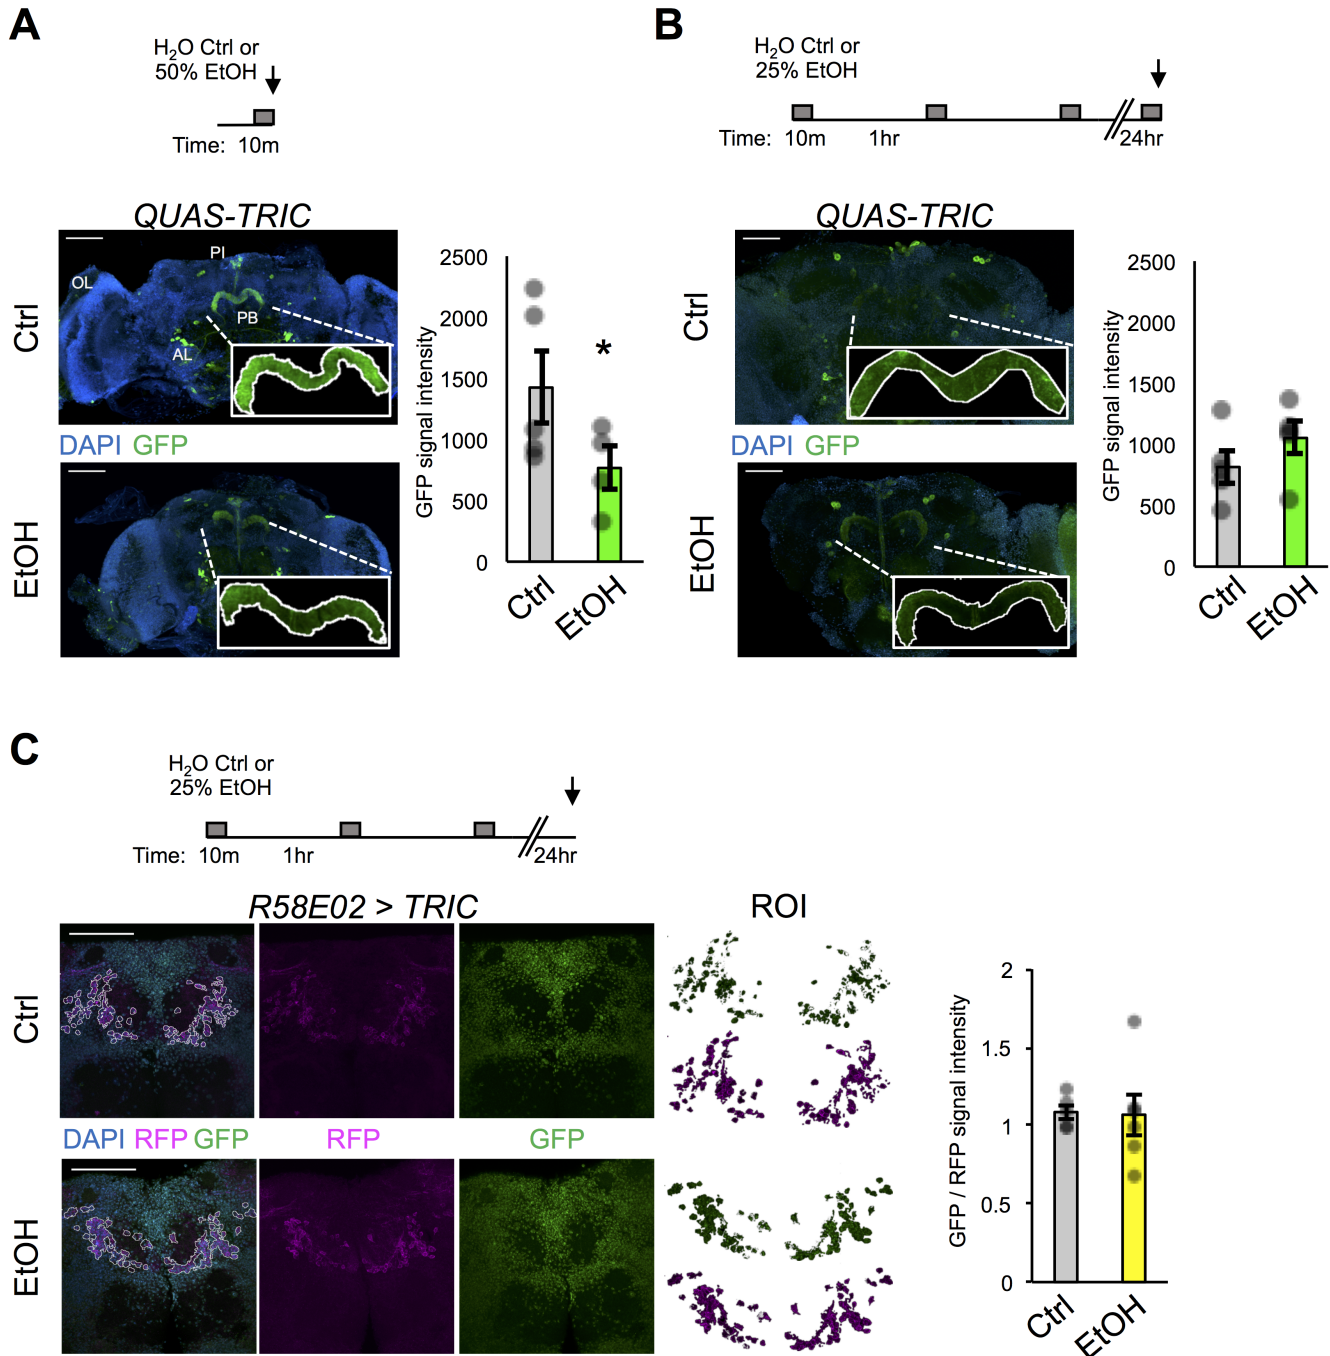 A
H2O Ctrl or
50% EtOH
Time: 10m
QUAS-TRIC
Ctrl
OL
PI
PB
AL
DAPI GFP
EtOH
GFP signal intensity
2500
2000
1500
1000
500
0
*
Ctrl
EtOH
B
H2O Ctrl or
25% EtOH
Time: 10m 1hr 24hr
QUAS-TRIC
Ctrl
DAPI GFP
EtOH
GFP signal intensity
2500
2000
1500
1000
500
0
Ctrl
EtOH
C
H2O Ctrl or
25% EtOH
Time: 10m 1hr 24hr
R58E02 > TRIC
ROI
Ctrl
DAPI RFP GFP
RFP
GFP
EtOH
GFP / RFP signal intensity
2
1.5
1
0.5
0
Ctrl
EtOH